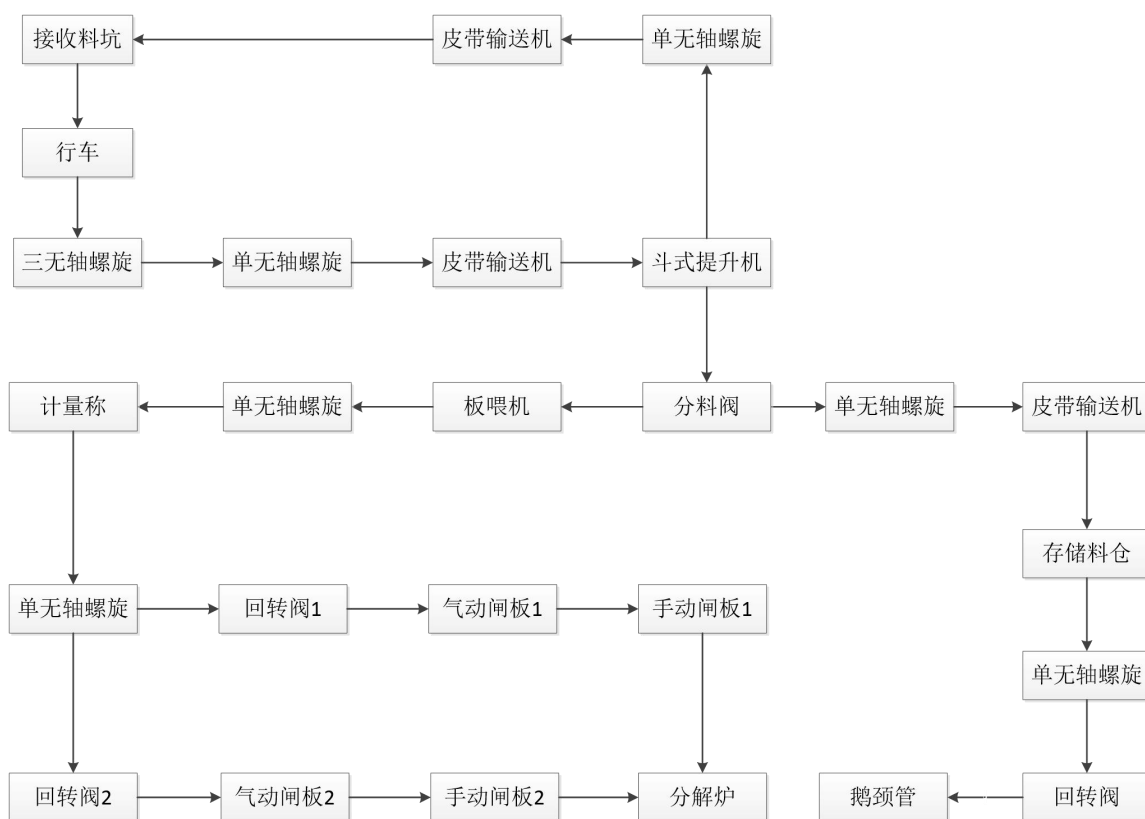 接收料坑
皮带输送机
单无轴螺旋
行车
三无轴螺旋
单无轴螺旋
皮带输送机
斗式提升机
计量称
单无轴螺旋
板喂机
分料阀
单无轴螺旋
皮带输送机
存储料仓
单无轴螺旋
回转阀1
气动闸板1
手动闸板1
单无轴螺旋
回转阀2
气动闸板2
手动闸板2
分解炉
鹅颈管
回转阀